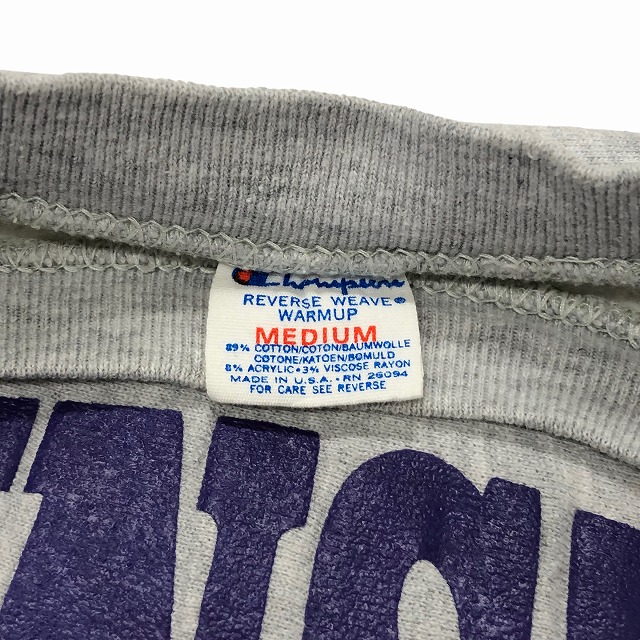 Champion
REVERSE WEAVE®
WARMUP
MEDIUM
89% COTTON/COTON/BAUMWOLLE
COTONE/KATOEN/BOMULD
8% ACRYLIC•3% VISCOSE RAYON
MADE IN U.S.A.•RN 26094
FOR CARE SEE REVERSE